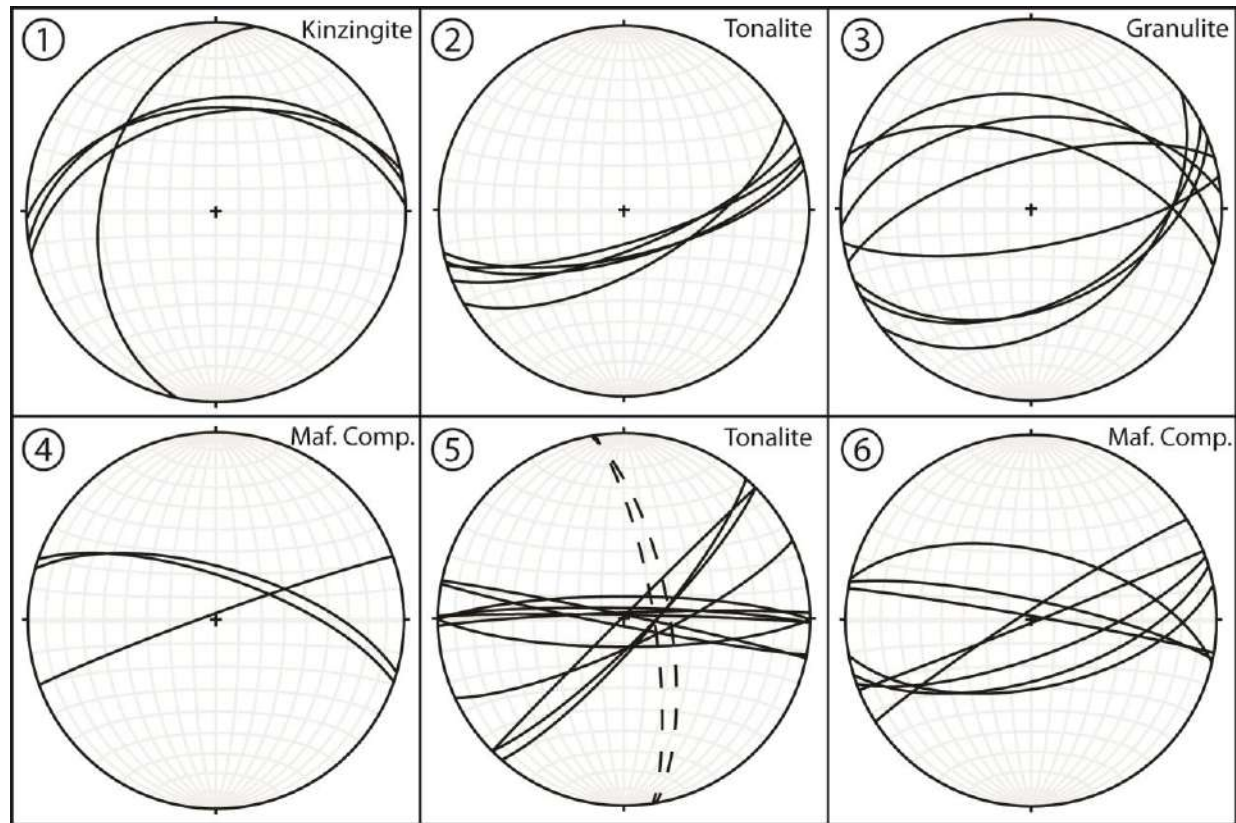 1 Kinzingite
2 Tonalite
3 Granulite
4 Maf. Comp.
5 Tonalite
6 Maf. Comp.